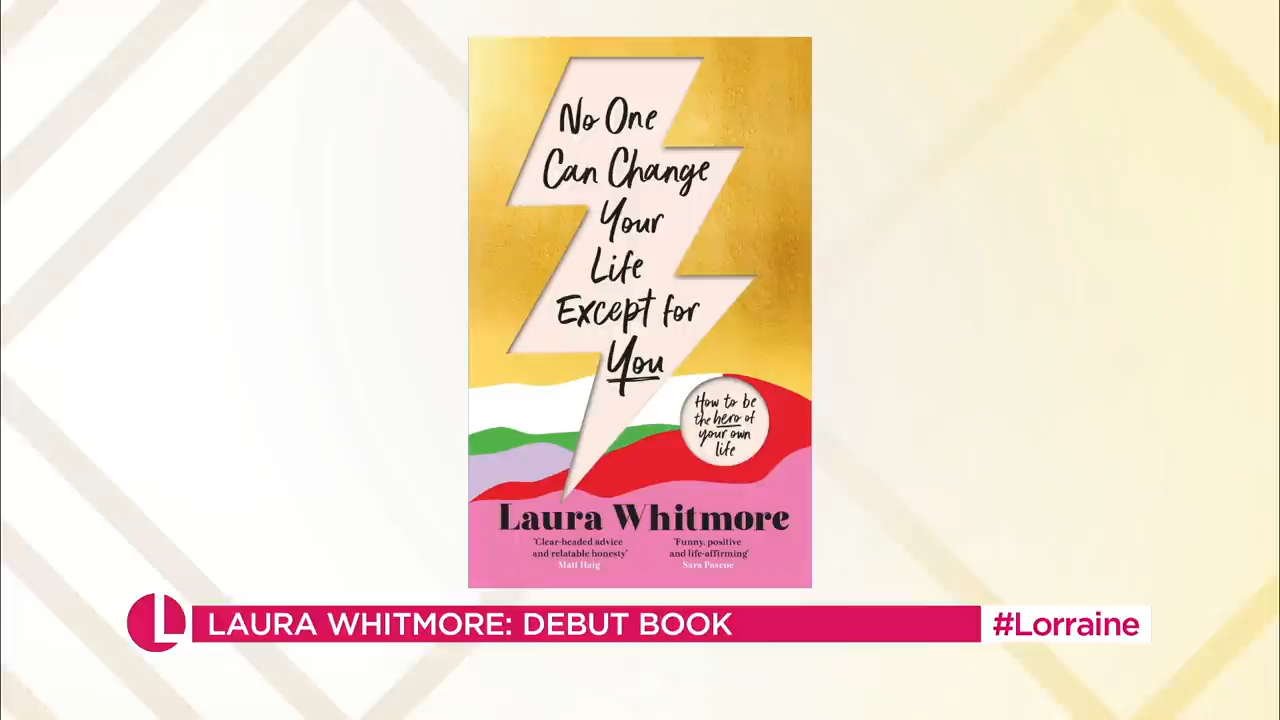 No One
Can Change
Your
Life
Except for
You
How to be
the hero of
your own
life
Laura Whitmore
'Clear-headed advice
and relatable honesty'
Matt Haig
'Funny, positive
and life-affirming'
Sara Pascoe
L LAURA WHITMORE: DEBUT BOOK #Lorraine